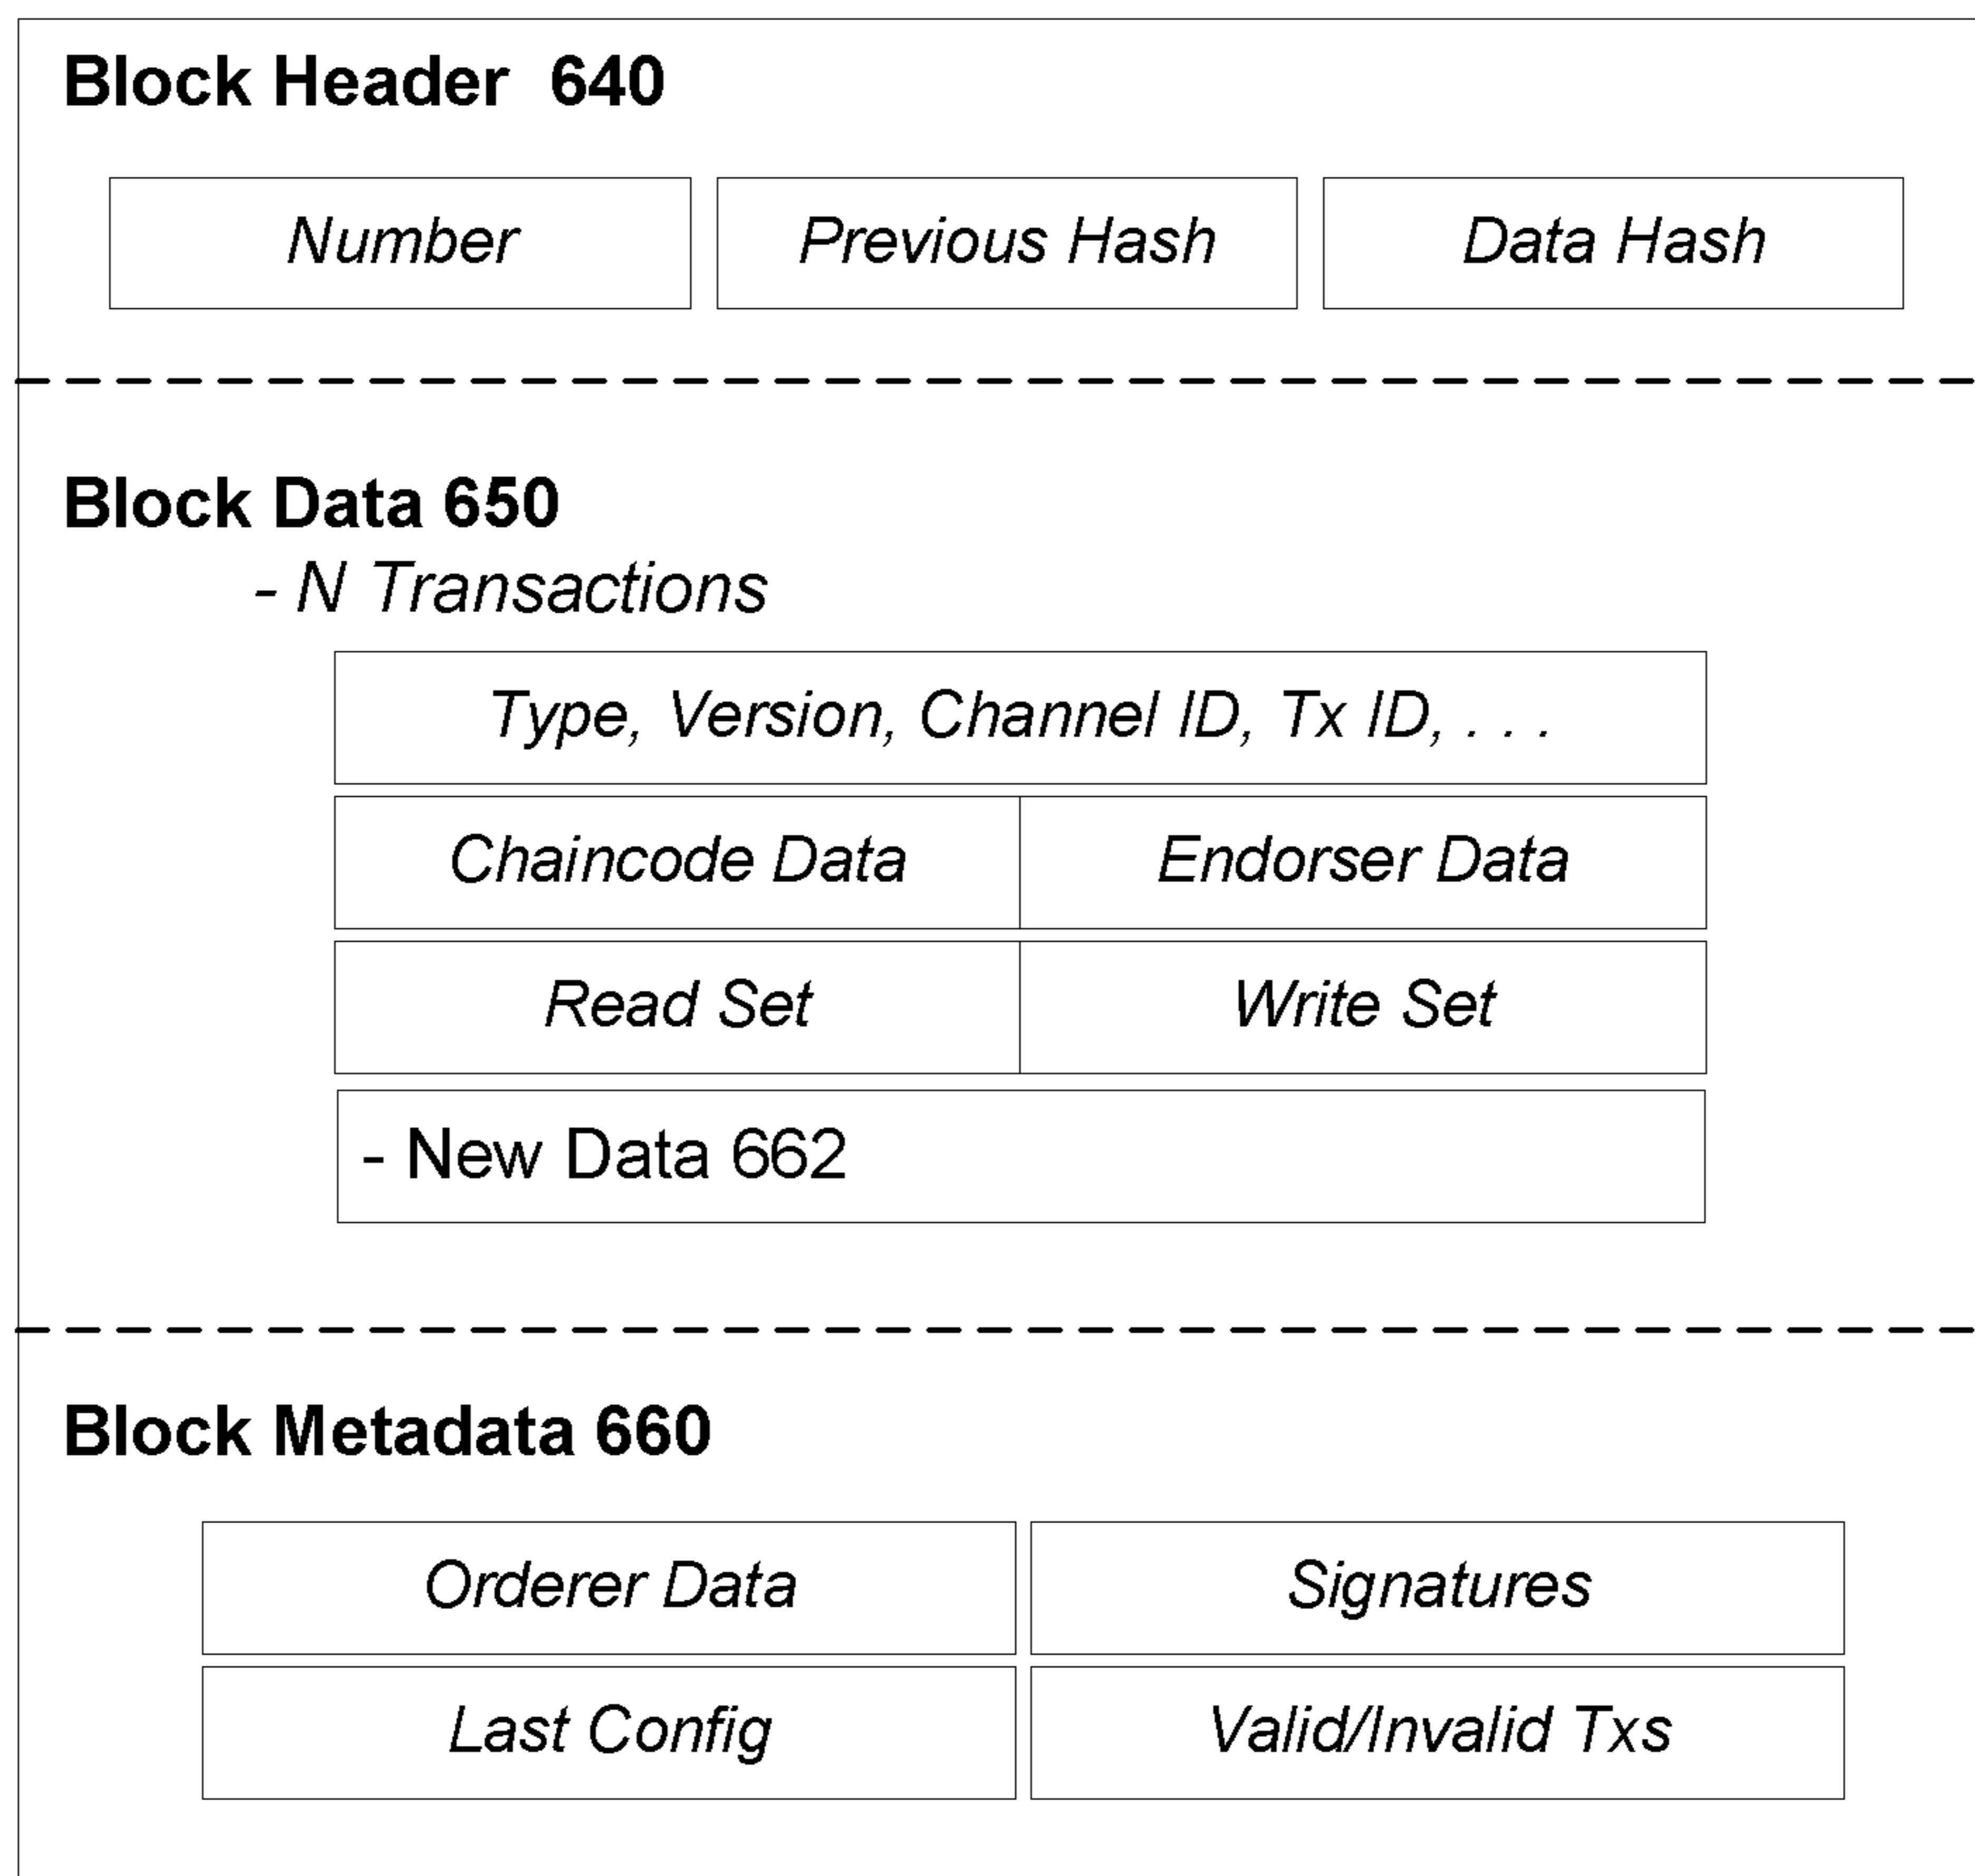 Block Header 640
Number Previous Hash Data Hash
Block Data 650
- N Transactions
Type, Version, Channel ID, Tx ID, . . .
Chaincode Data Endorser Data
Read Set Write Set
- New Data 662
Block Metadata 660
Orderer Data Signatures
Last Config Valid/Invalid Txs